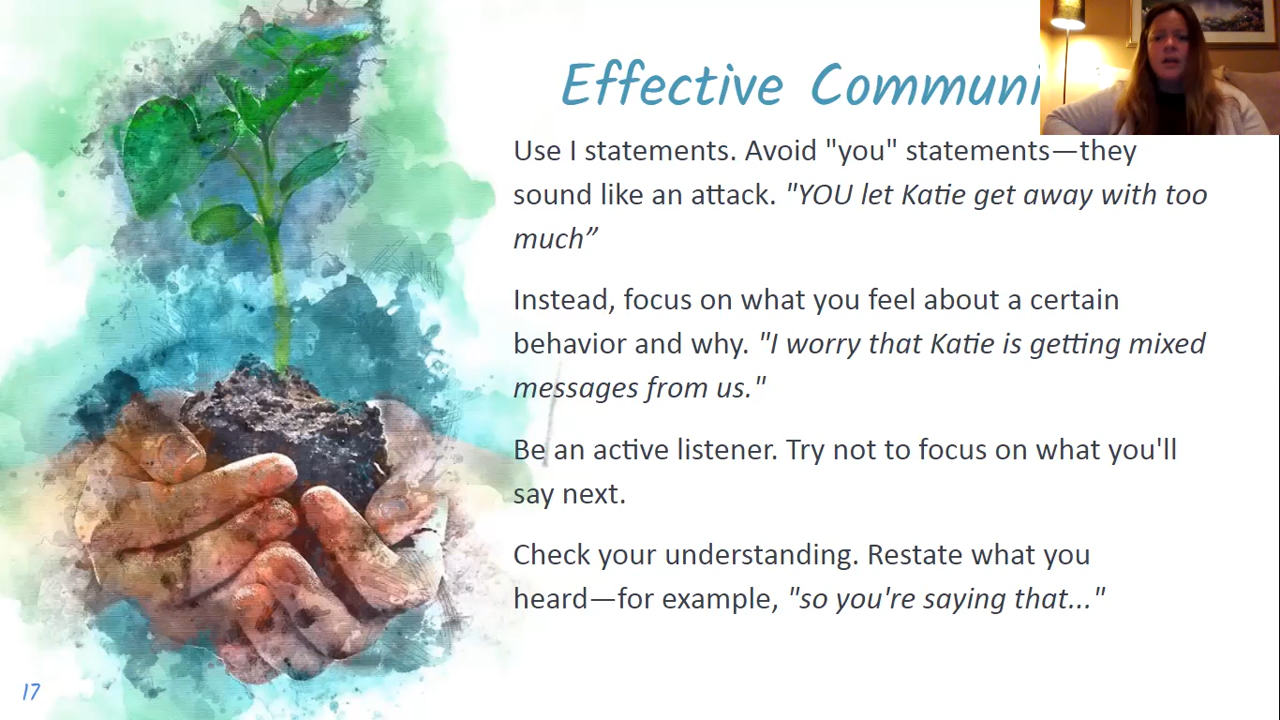 Effective Communi
Use I statements. Avoid "you" statements—they
sound like an attack. "YOU let Katie get away with too
much”
Instead, focus on what you feel about a certain
behavior and why. "I worry that Katie is getting mixed
messages from us."
Be an active listener. Try not to focus on what you'll
say next.
Check your understanding. Restate what you
heard—for example, "so you're saying that..."
17